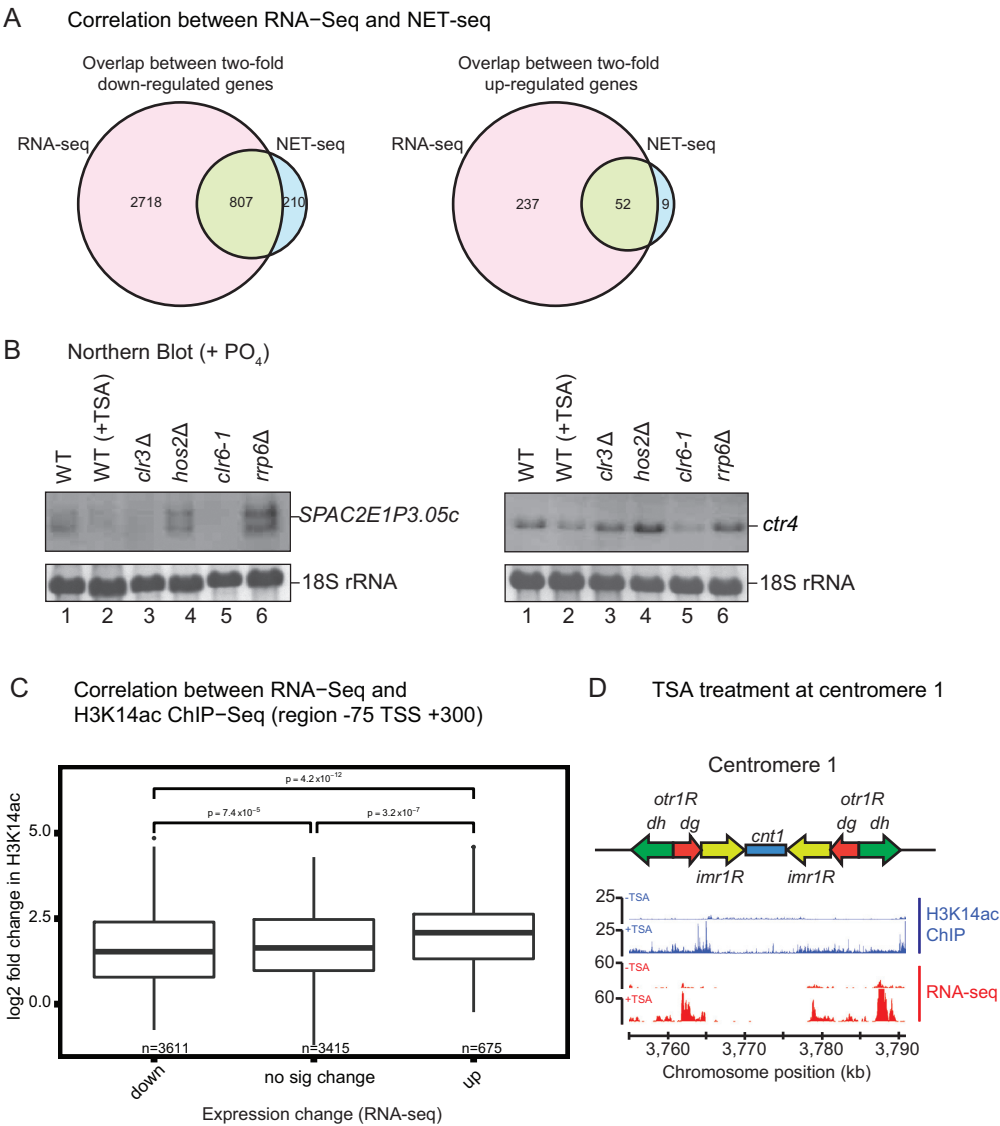 A
Correlation between RNA−Seq and NET-seq
Overlap between two-fold
down-regulated genes
RNA-seq
NET-seq
2718
807
210
Overlap between two-fold
up-regulated genes
RNA-seq
NET-seq
237
52
9
B
Northern Blot (+ PO4)
WT
WT (+TSA)
clr3Δ
hos2Δ
clr6-1
rrp6Δ
SPAC2E1P3.05c
18S rRNA
1 2 3 4 5 6
WT
WT (+TSA)
clr3Δ
hos2Δ
clr6-1
rrp6Δ
ctr4
18S rRNA
1 2 3 4 5 6
C
Correlation between RNA−Seq and
H3K14ac ChIP−Seq (region -75 TSS +300)
log2 fold change in H3K14ac
5.0
2.5
0.0
p = 4.2 x10−12
p = 7.4 x10−5
p = 3.2 x10−7
n=3611
n=3415
n=675
down
no sig change
up
Expression change (RNA-seq)
D
TSA treatment at centromere 1
Centromere 1
otr1R
otr1R
dh dg
cnt1
dg dh
imr1R
imr1R
25
-TSA
25
+TSA
H3K14ac
ChIP
60
-TSA
60
+TSA
RNA-seq
3,760 3,770 3,780 3,790
Chromosome position (kb)